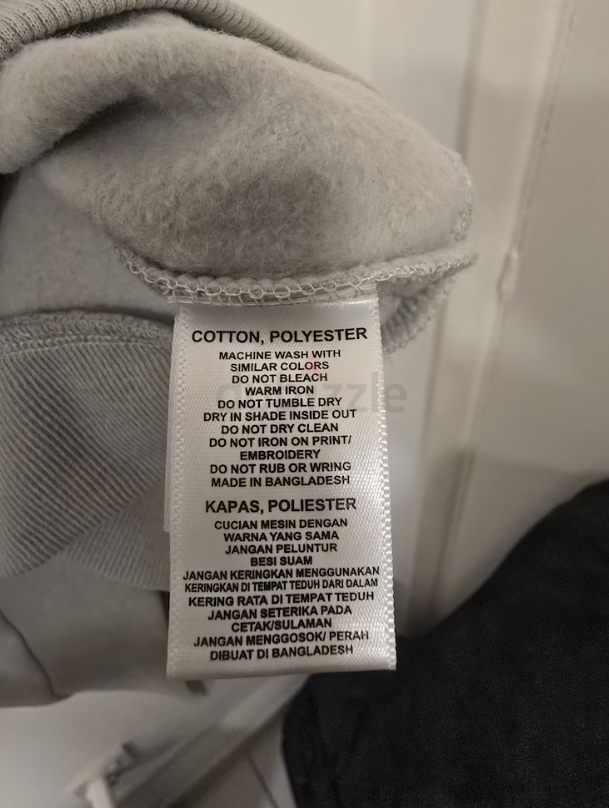 COTTON, POLYESTER
MACHINE WASH WITH
SIMILAR COLORS
DO NOT BLEACH
WARM IRON
DO NOT TUMBLE DRY
DRY IN SHADE INSIDE OUT
DO NOT DRY CLEAN
DO NOT IRON ON PRINT/
EMBROIDERY
DO NOT RUB OR WRING
MADE IN BANGLADESH
KAPAS, POLIESTER
CUCIAN MESIN DENGAN
WARNA YANG SAMA
JANGAN PELUNTUR
BESI SUAM
JANGAN KERINGKAN MENGGUNAKAN
KERINGKAN DI TEMPAT TEDUH DARI DALAM
KERING RATA DI TEMPAT TEDUH
JANGAN SETERIKA PADA
CETAK/SULAMAN
JANGAN MENGGOSOK/ PERAH
DIBUAT DI BANGLADESH